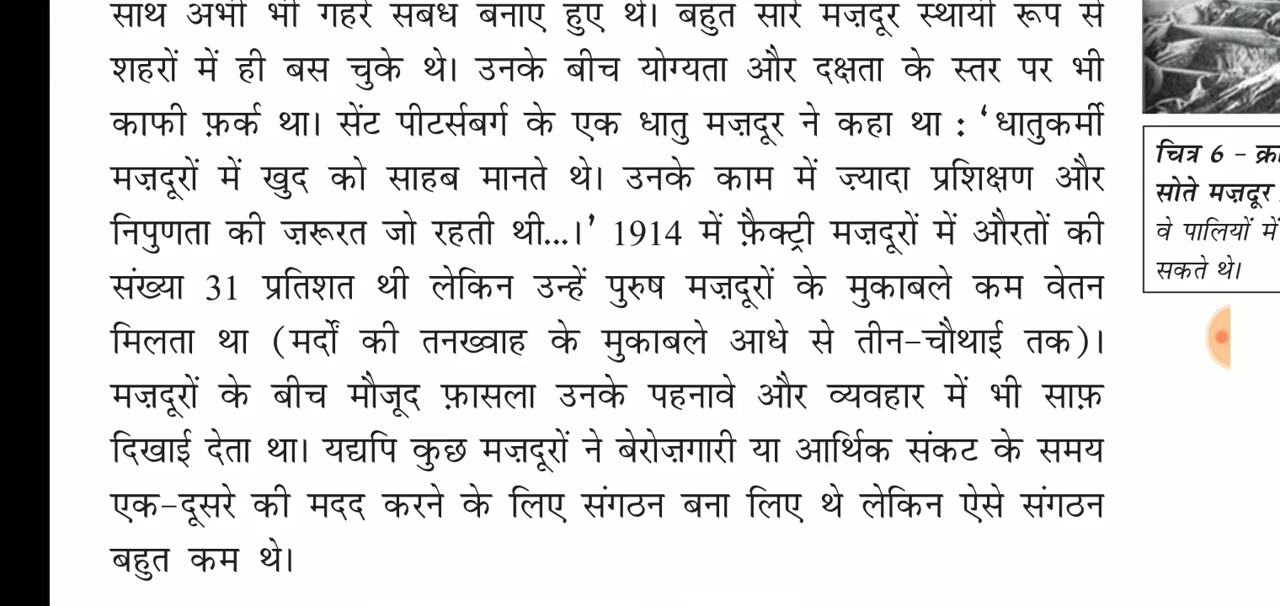 साथ अभी भी गहरे संबंध बनाए हुए थे। बहुत सारे मज़दूर स्थायी रूप से
शहरों में ही बस चुके थे। उनके बीच योग्यता और दक्षता के स्तर पर भी
काफी फ़र्क था। सेंट पीटर्सबर्ग के एक धातु मज़दूर ने कहा था : ‘धातुकर्मी
मज़दूरों में खुद को साहब मानते थे। उनके काम में ज़्यादा प्रशिक्षण और
निपुणता की ज़रूरत जो रहती थी...।’ 1914 में फ़ैक्ट्री मज़दूरों में औरतों की
संख्या 31 प्रतिशत थी लेकिन उन्हें पुरुष मज़दूरों के मुकाबले कम वेतन
मिलता था (मर्दों की तनख्वाह के मुकाबले आधे से तीन-चौथाई तक)।
मज़दूरों के बीच मौजूद फ़ासला उनके पहनावे और व्यवहार में भी साफ़
दिखाई देता था। यद्यपि कुछ मज़दूरों ने बेरोज़गारी या आर्थिक संकट के समय
एक-दूसरे की मदद करने के लिए संगठन बना लिए थे लेकिन ऐसे संगठन
बहुत कम थे।
चित्र 6 -
सोते मज़दूर
वे पालियों में
सकते थे।